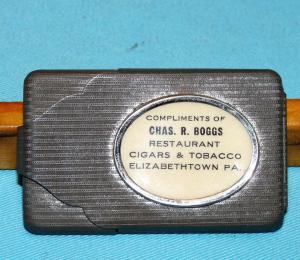 COMPLIMENTS OF
CHAS. R. BOGGS
RESTAURANT
CIGARS & TOBACCO
ELIZABETHTOWN PA.